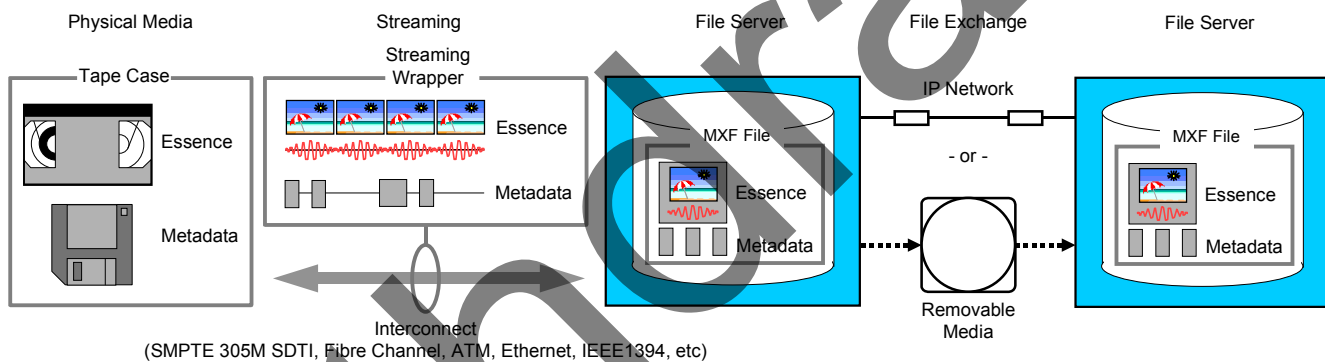 Physical Media
Streaming
File Server
File Exchange
File Server
Tape Case
Essence
Metadata
Streaming
Wrapper
Essence
Metadata
MXF File
Essence
Metadata
IP Network
- or -
Removable
Media
MXF File
Essence
Metadata
Interconnect
(SMPTE 305M SDTI, Fibre Channel, ATM, Ethernet, IEEE1394, etc)